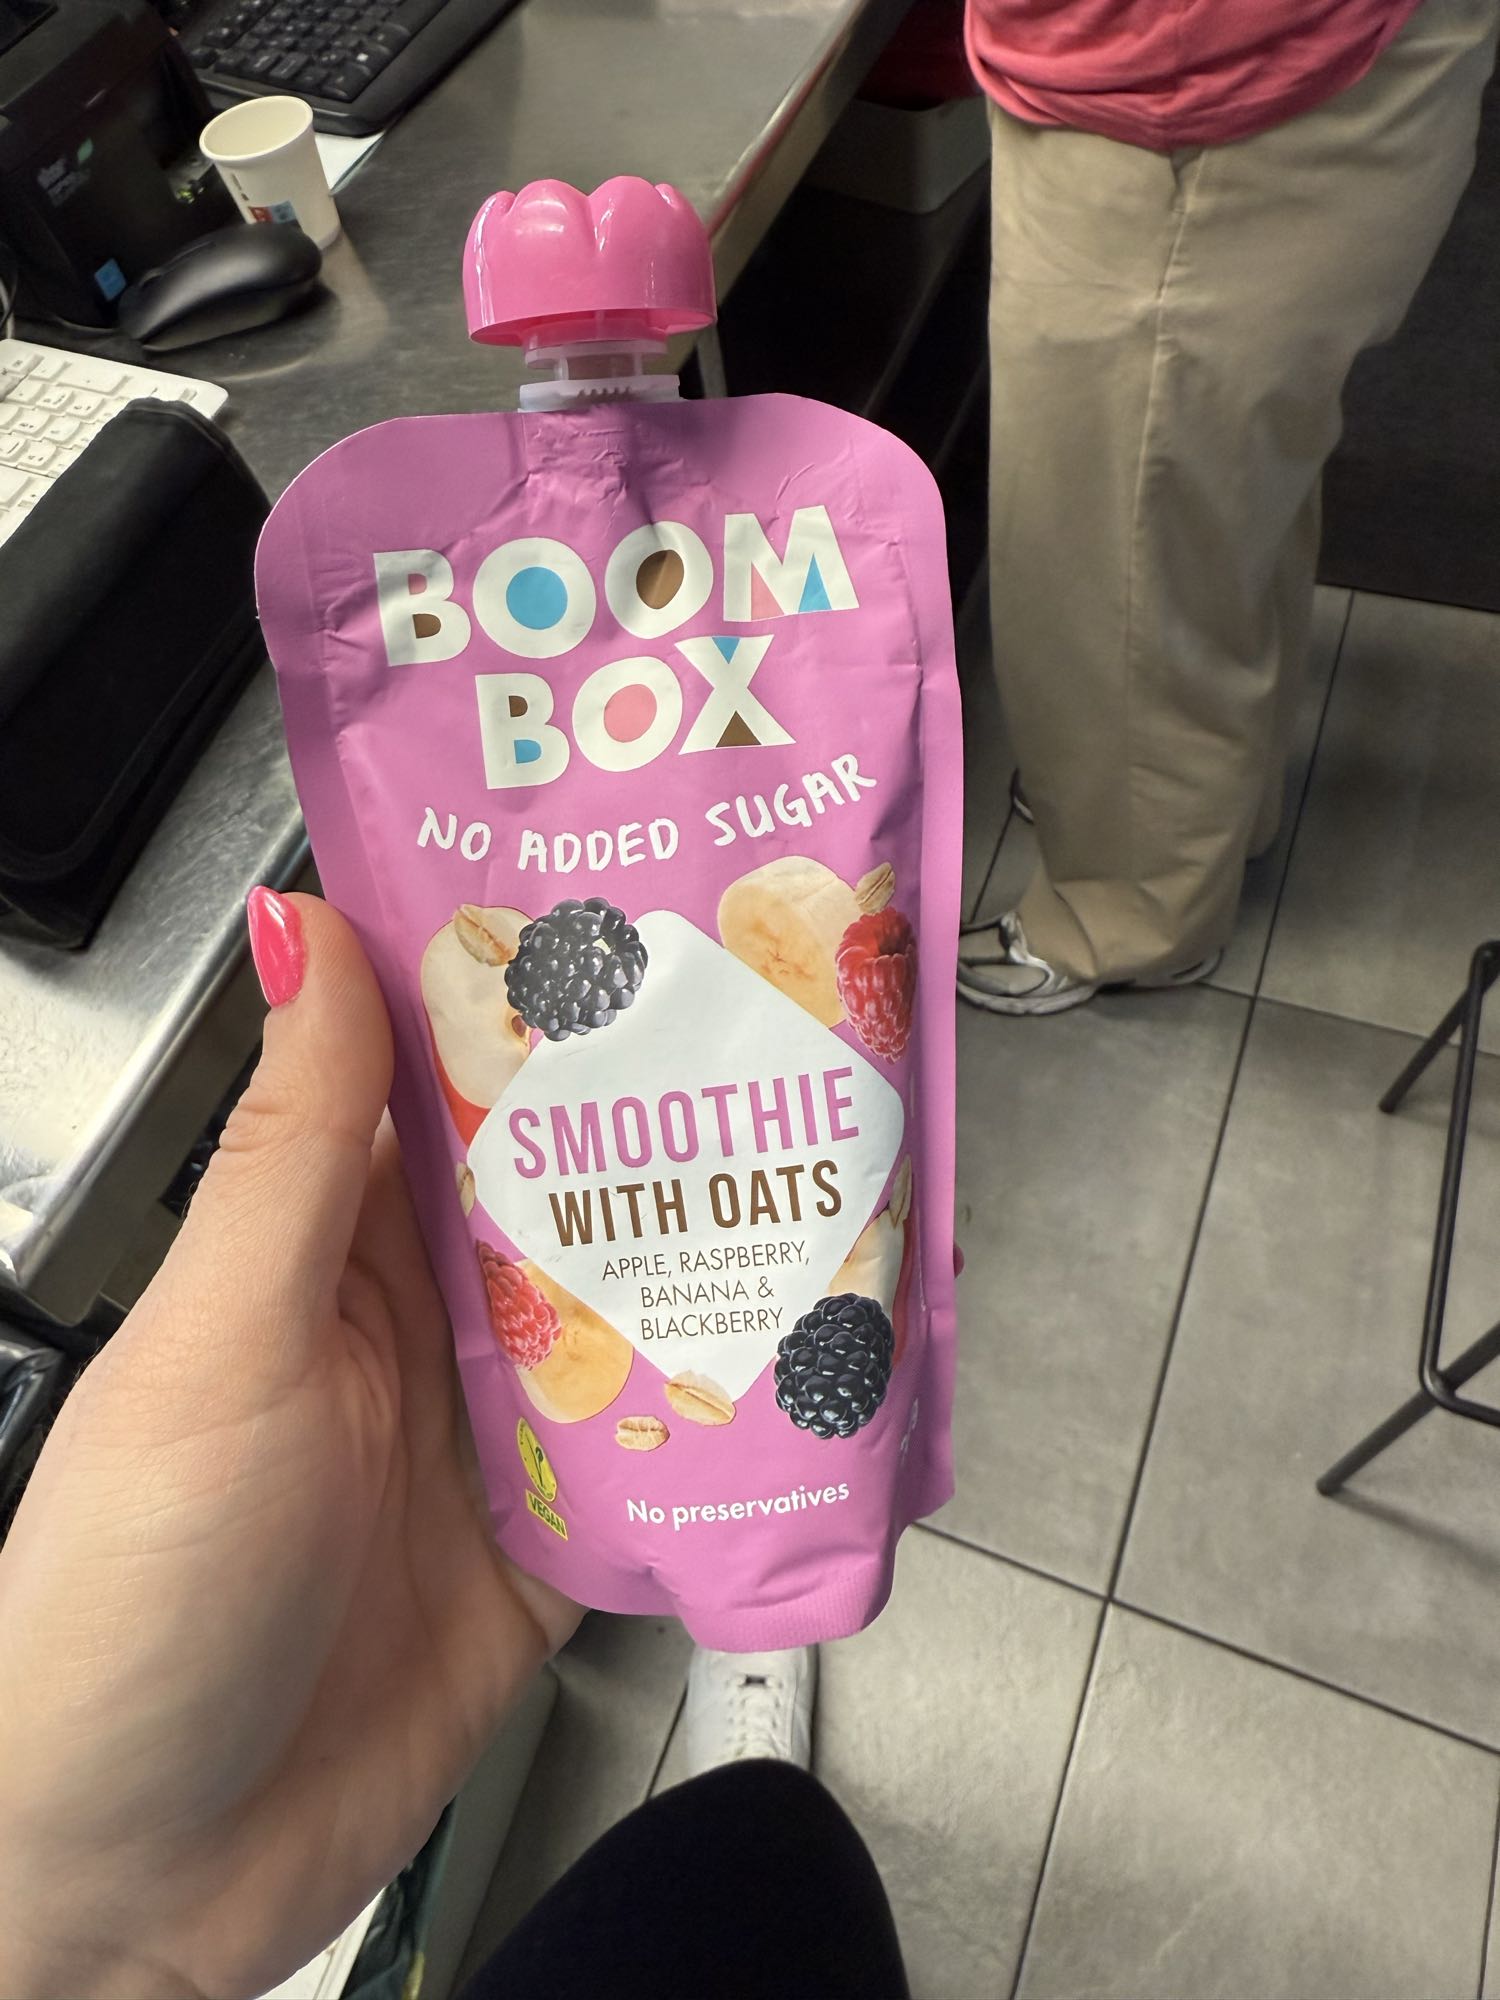 BOOM
BOX
NO ADDED SUGAR
SMOOTHIE
WITH OATS
APPLE, RASPBERRY,
BANANA &
BLACKBERRY
VEGAN
No preservatives